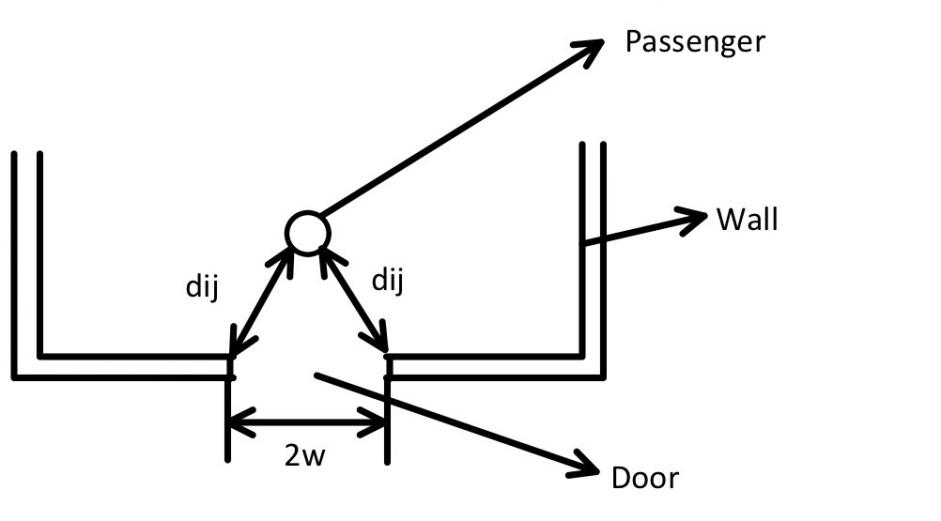 Passenger
Wall
dij
dij
2w
Door